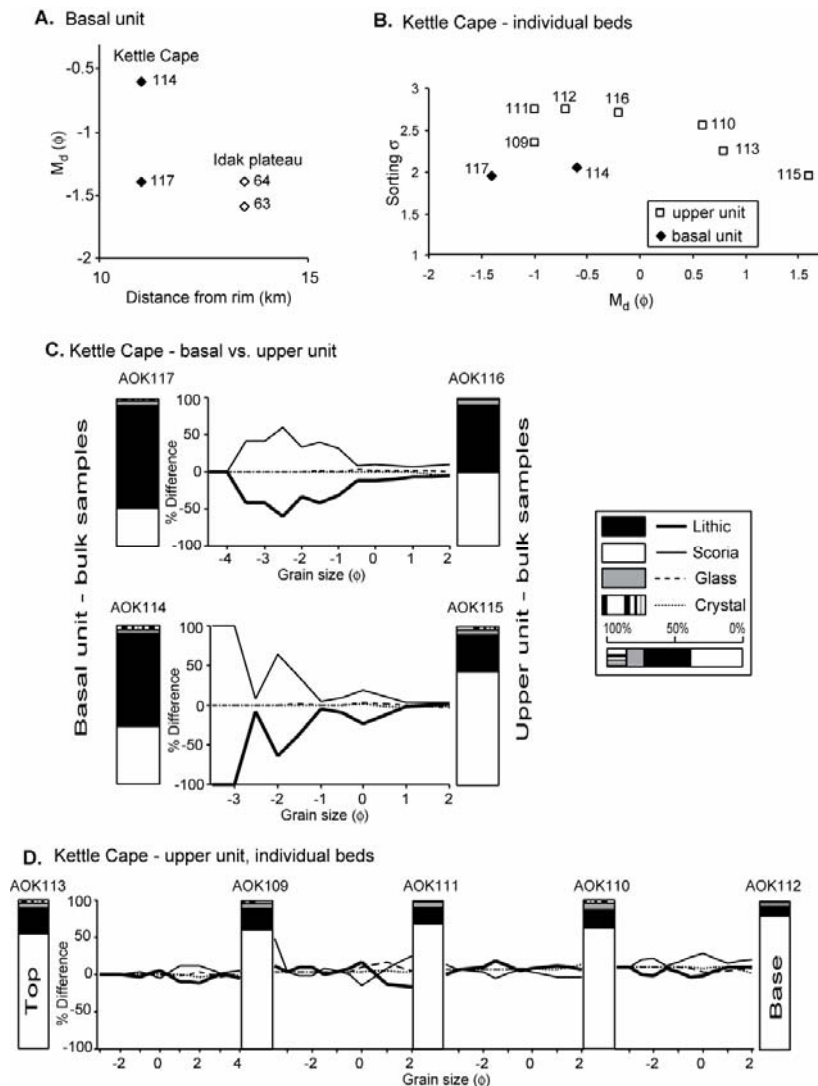 A. Basal unit
Kettle Cape
114
117
Idak plateau
64
63
-0.5
-1
-1.5
-2
M_d (ϕ)
10
15
Distance from rim (km)
B. Kettle Cape - individual beds
3
2.5
2
1.5
1
Sorting σ
111
112
116
110
109
113
117
114
115
upper unit
basal unit
-2
-1.5
-1
-0.5
0
0.5
1
1.5
M_d (ϕ)
C. Kettle Cape - basal vs. upper unit
Basal unit - bulk samples
AOK117
AOK116
100
50
0
-50
-100
% Difference
-4 -3 -2 -1 0 1 2
Grain size (ϕ)
AOK114
AOK115
100
50
0
-50
-100
% Difference
-3 -2 -1 0 1 2
Grain size (ϕ)
Upper unit - bulk samples
Lithic
Scoria
Glass
Crystal
100% 50% 0%
D. Kettle Cape - upper unit, individual beds
AOK113
AOK109
AOK111
AOK110
AOK112
Top
100
50
0
-50
-100
% Difference
-2 0 2 4
-2 0 2
-2 0 2
-2 0 2
Base
Grain size (ϕ)